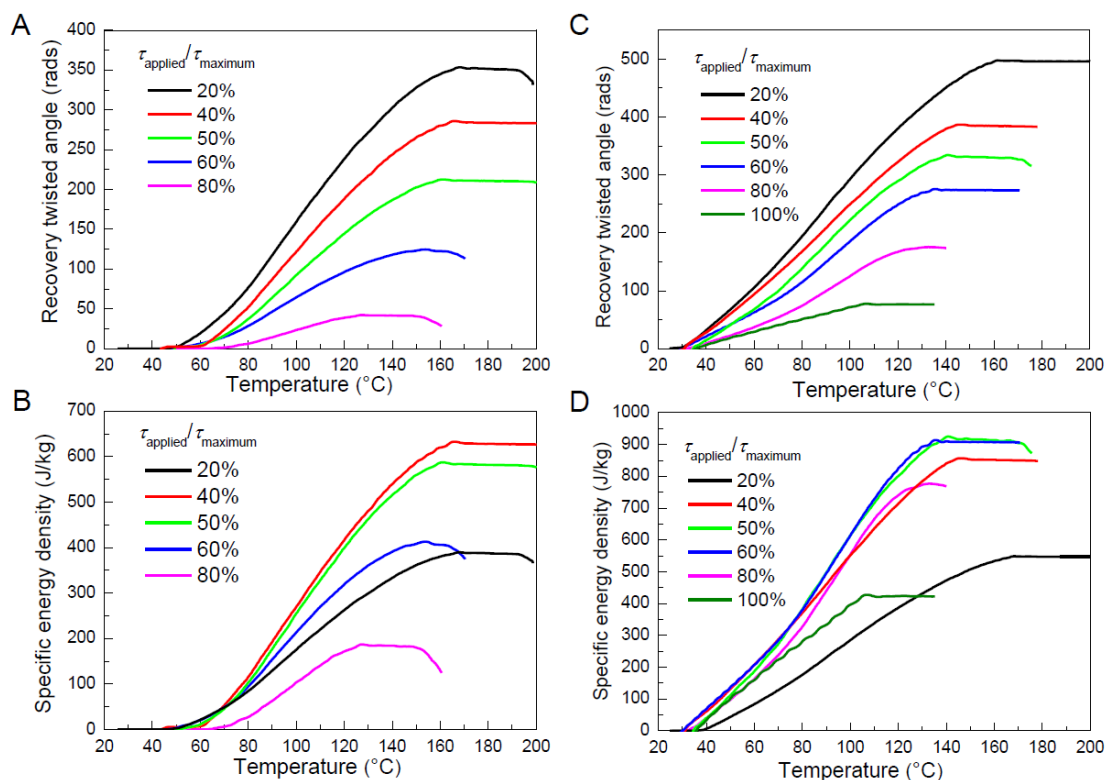 A
Recovery twisted angle (rads)
400
350
300
250
200
150
100
50
0
τapplied/τmaximum
20%
40%
50%
60%
80%
20 40 60 80 100 120 140 160 180 200
Temperature (°C)
C
Recovery twisted angle (rads)
500
400
300
200
100
0
τapplied/τmaximum
20%
40%
50%
60%
80%
100%
20 40 60 80 100 120 140 160 180 200
Temperature (°C)
B
Specific energy density (J/kg)
700
600
500
400
300
200
100
0
τapplied/τmaximum
20%
40%
50%
60%
80%
20 40 60 80 100 120 140 160 180 200
Temperature (°C)
D
Specific energy density (J/kg)
1000
900
800
700
600
500
400
300
200
100
0
τapplied/τmaximum
20%
40%
50%
60%
80%
100%
20 40 60 80 100 120 140 160 180 200
Temperature (°C)